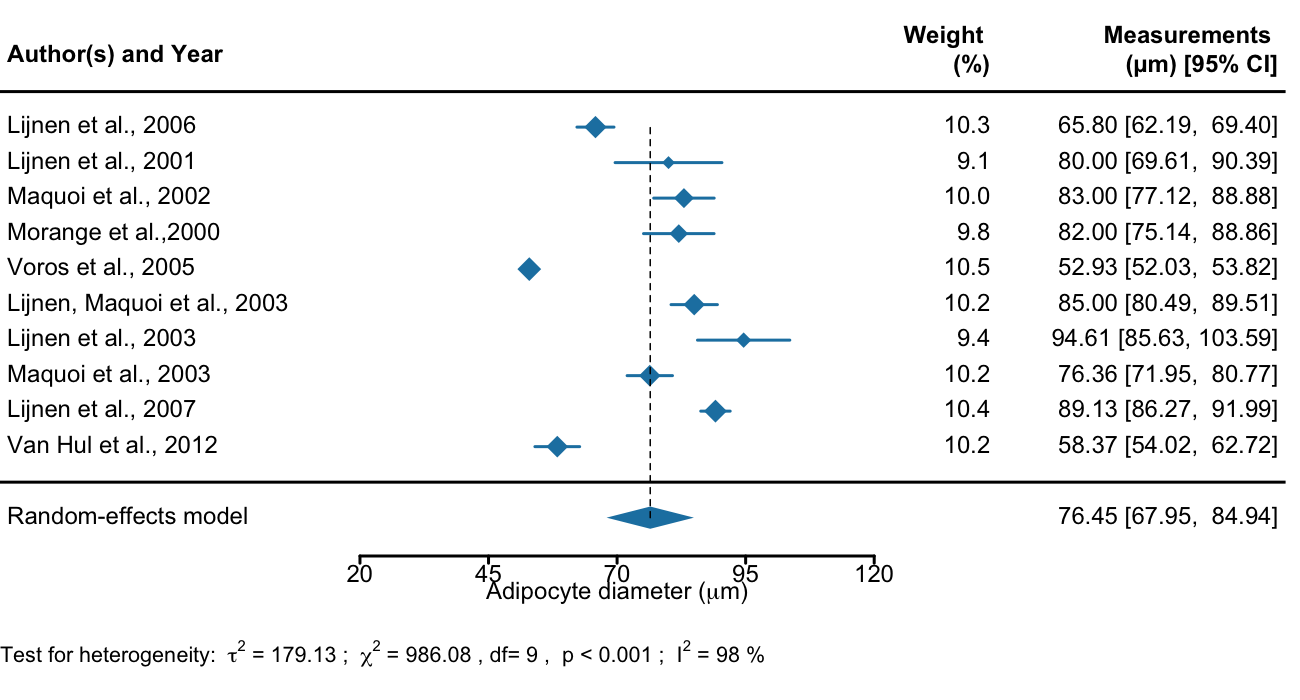 Author(s) and Year Weight (%) Measurements (μm) [95% CI]
Lijnen et al., 2006 10.3 65.80 [62.19, 69.40]
Lijnen et al., 2001 9.1 80.00 [69.61, 90.39]
Maquoi et al., 2002 10.0 83.00 [77.12, 88.88]
Morange et al.,2000 9.8 82.00 [75.14, 88.86]
Voros et al., 2005 10.5 52.93 [52.03, 53.82]
Lijnen, Maquoi et al., 2003 10.2 85.00 [80.49, 89.51]
Lijnen et al., 2003 9.4 94.61 [85.63, 103.59]
Maquoi et al., 2003 10.2 76.36 [71.95, 80.77]
Lijnen et al., 2007 10.4 89.13 [86.27, 91.99]
Van Hul et al., 2012 10.2 58.37 [54.02, 62.72]
Random-effects model 76.45 [67.95, 84.94]
20 45 70 95 120
Adipocyte diameter (μm)
Test for heterogeneity: τ² = 179.13 ; χ² = 986.08 , df= 9 , p < 0.001 ; I² = 98 %